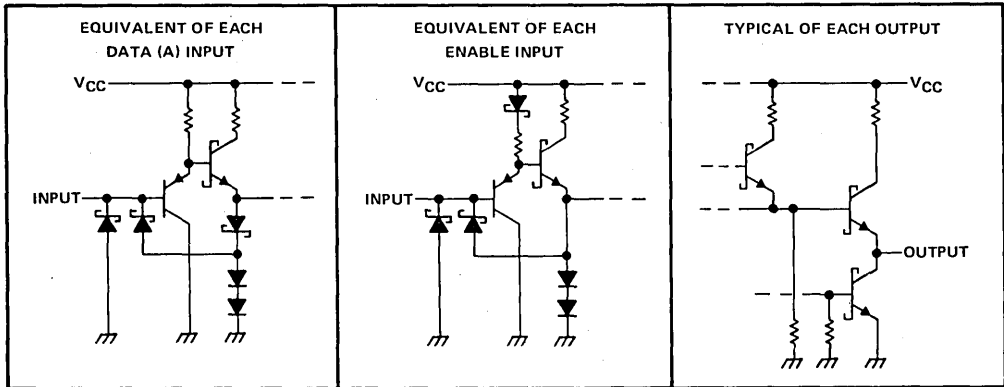 EQUIVALENT OF EACH
DATA (A) INPUT
VCC
INPUT
EQUIVALENT OF EACH
ENABLE INPUT
VCC
INPUT
TYPICAL OF EACH OUTPUT
VCC
OUTPUT